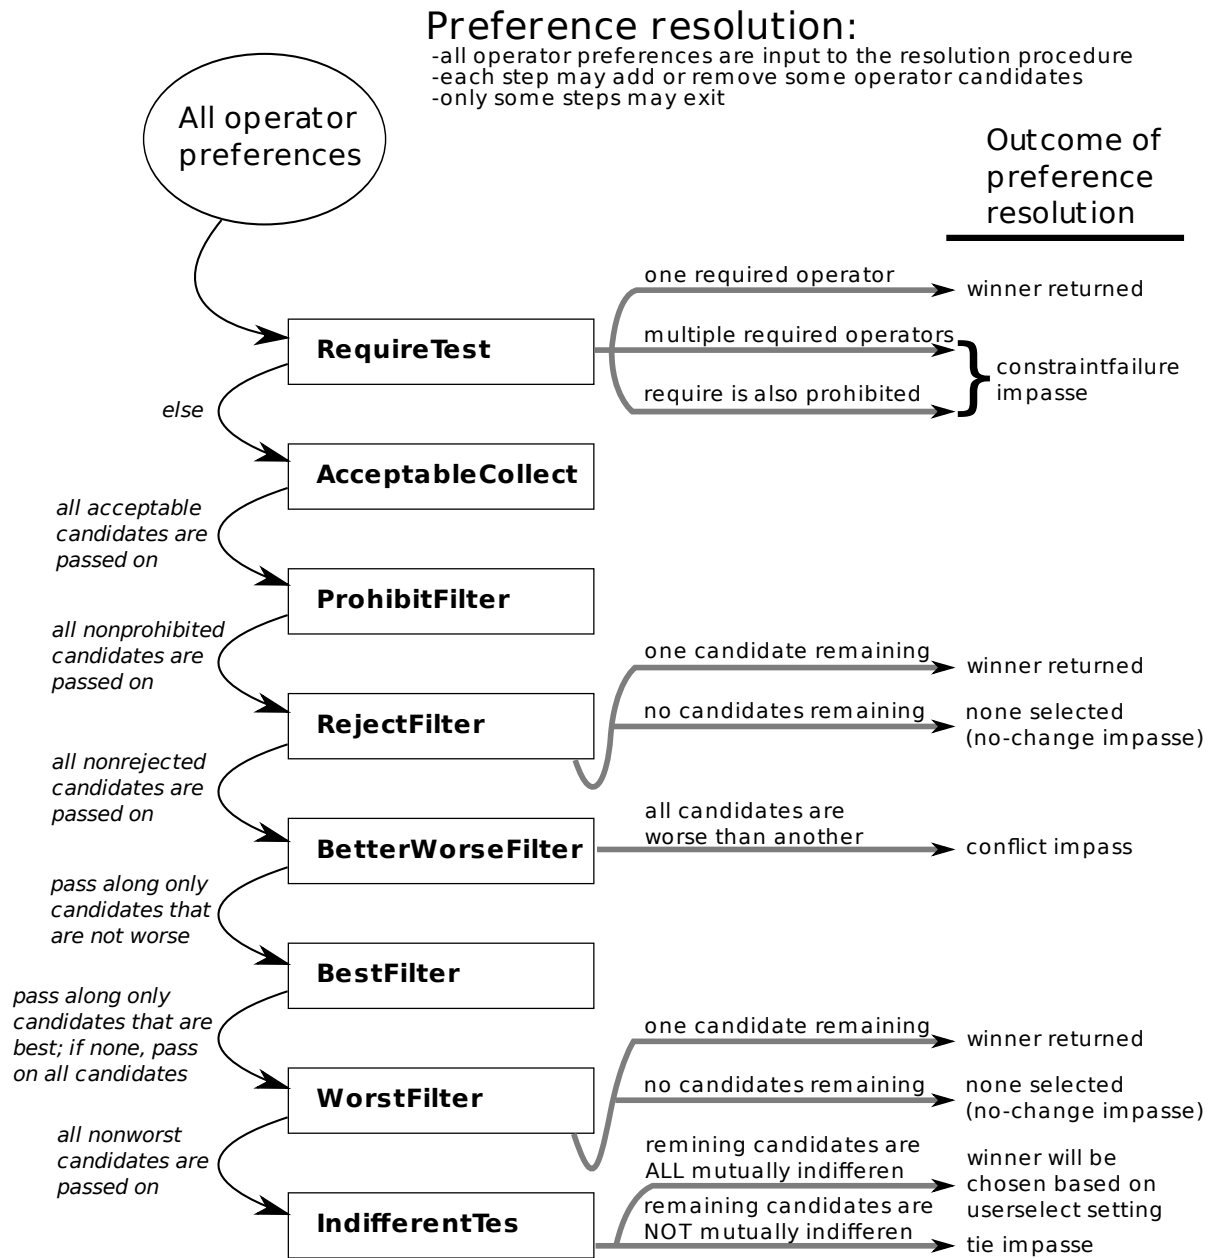 Preference resolution:
-all operator preferences are input to the resolution procedure
-each step may add or remove some operator candidates
-only some steps may exit
All operator
preferences
Outcome of
preference
resolution
one required operator
winner returned
multiple required operators
RequireTest
}
constraintfailure
impasse
require is also prohibited
else
AcceptableCollect
all acceptable
candidates are
passed on
ProhibitFilter
all nonprohibited
candidates are
passed on
one candidate remaining
winner returned
RejectFilter
no candidates remaining
none selected
(no-change impasse)
all nonrejected
candidates are
passed on
all candidates are
worse than another
BetterWorseFilter
conflict impass
pass along only
candidates that
are not worse
BestFilter
pass along only
candidates that are
best; if none, pass
on all candidates
one candidate remaining
winner returned
WorstFilter
no candidates remaining
none selected
(no-change impasse)
all nonworst
candidates are
passed on
remining candidates are
ALL mutually indifferen
winner will be
chosen based on
userselect setting
IndifferentTes
remaining candidates are
NOT mutually indifferen
tie impasse